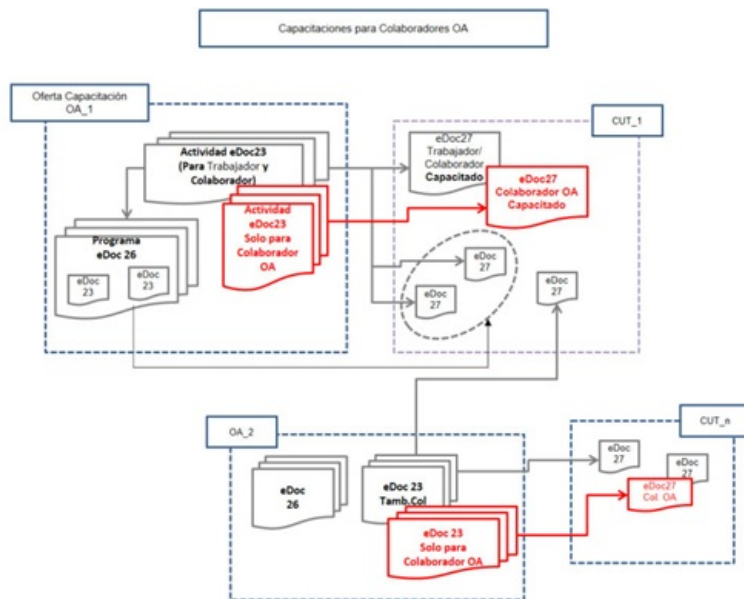 Capacitaciones para Colaboradores OA
Oferta Capacitación
OA_1
CUT_1
Actividad eDoc23
(Para Trabajador y
Colaborador)
eDoc27
Trabajador/
Colaborador
Capacitado
eDoc27
Colaborador OA
Capacitado
Actividad
eDoc23
Solo para
Colaborador
OA
Programa
eDoc 26
eDoc
23
eDoc
23
eDoc
27
eDoc
27
eDoc
27
OA_2
CUT_n
eDoc
26
eDoc 23
Tamb.Col
eDoc
27
eDoc
27
eDoc27
Col. OA
eDoc 23
Solo para
Colaborador OA